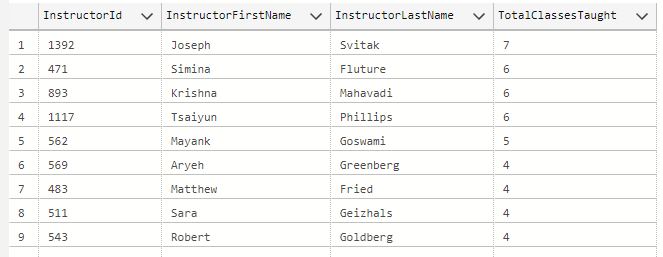 InstructorId InstructorFirstName InstructorLastName TotalClassesTaught
1 1392 Joseph Svitak 7
2 471 Simina Fluture 6
3 893 Krishna Mahavadi 6
4 1117 Tsaiyun Phillips 6
5 562 Mayank Goswami 5
6 569 Aryeh Greenberg 4
7 483 Matthew Fried 4
8 511 Sara Geizhals 4
9 543 Robert Goldberg 4